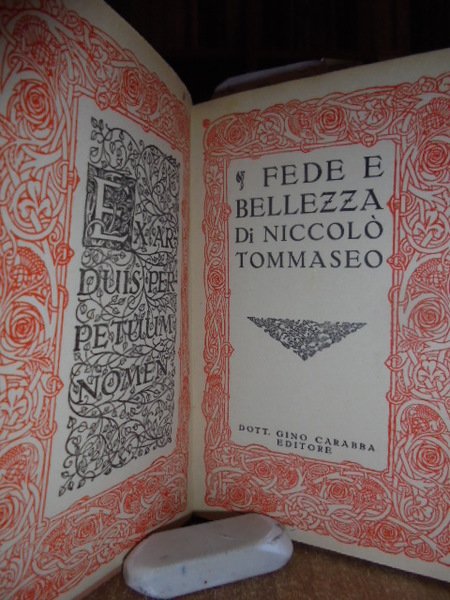 EX·AR
DUIS·PER
PETUUM
NOMEN
FEDE E
BELLEZZA
Di NICCOLÒ
TOMMASEO
DOTT. GINO CARABBA
EDITORE